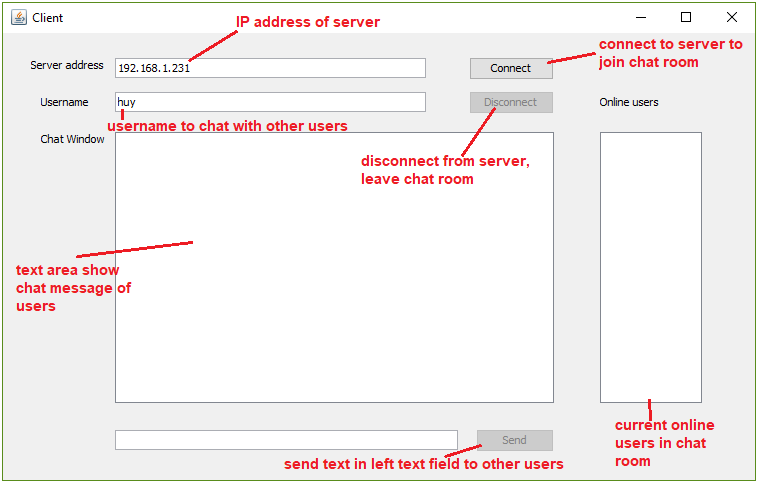 Client
IP address of server
connect to server to
join chat room
Server address
192.168.1.231
Connect
Username
huy
Disconnect
Online users
username to chat with other users
Chat Window
disconnect from server,
leave chat room
text area show
chat message of
users
current online
users in chat
room
Send
send text in left text field to other users